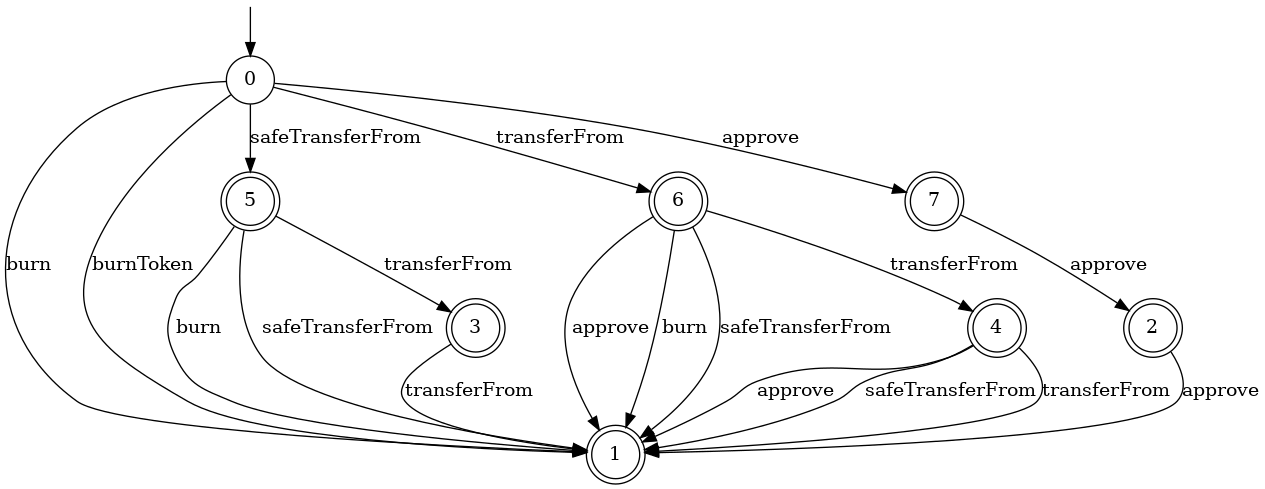 0
safeTransferFrom transferFrom approve
5 6 7
burn burnToken transferFrom transferFrom approve
burn safeTransferFrom 3 approve burn safeTransferFrom 4 2
transferFrom approve safeTransferFrom transferFrom approve
1